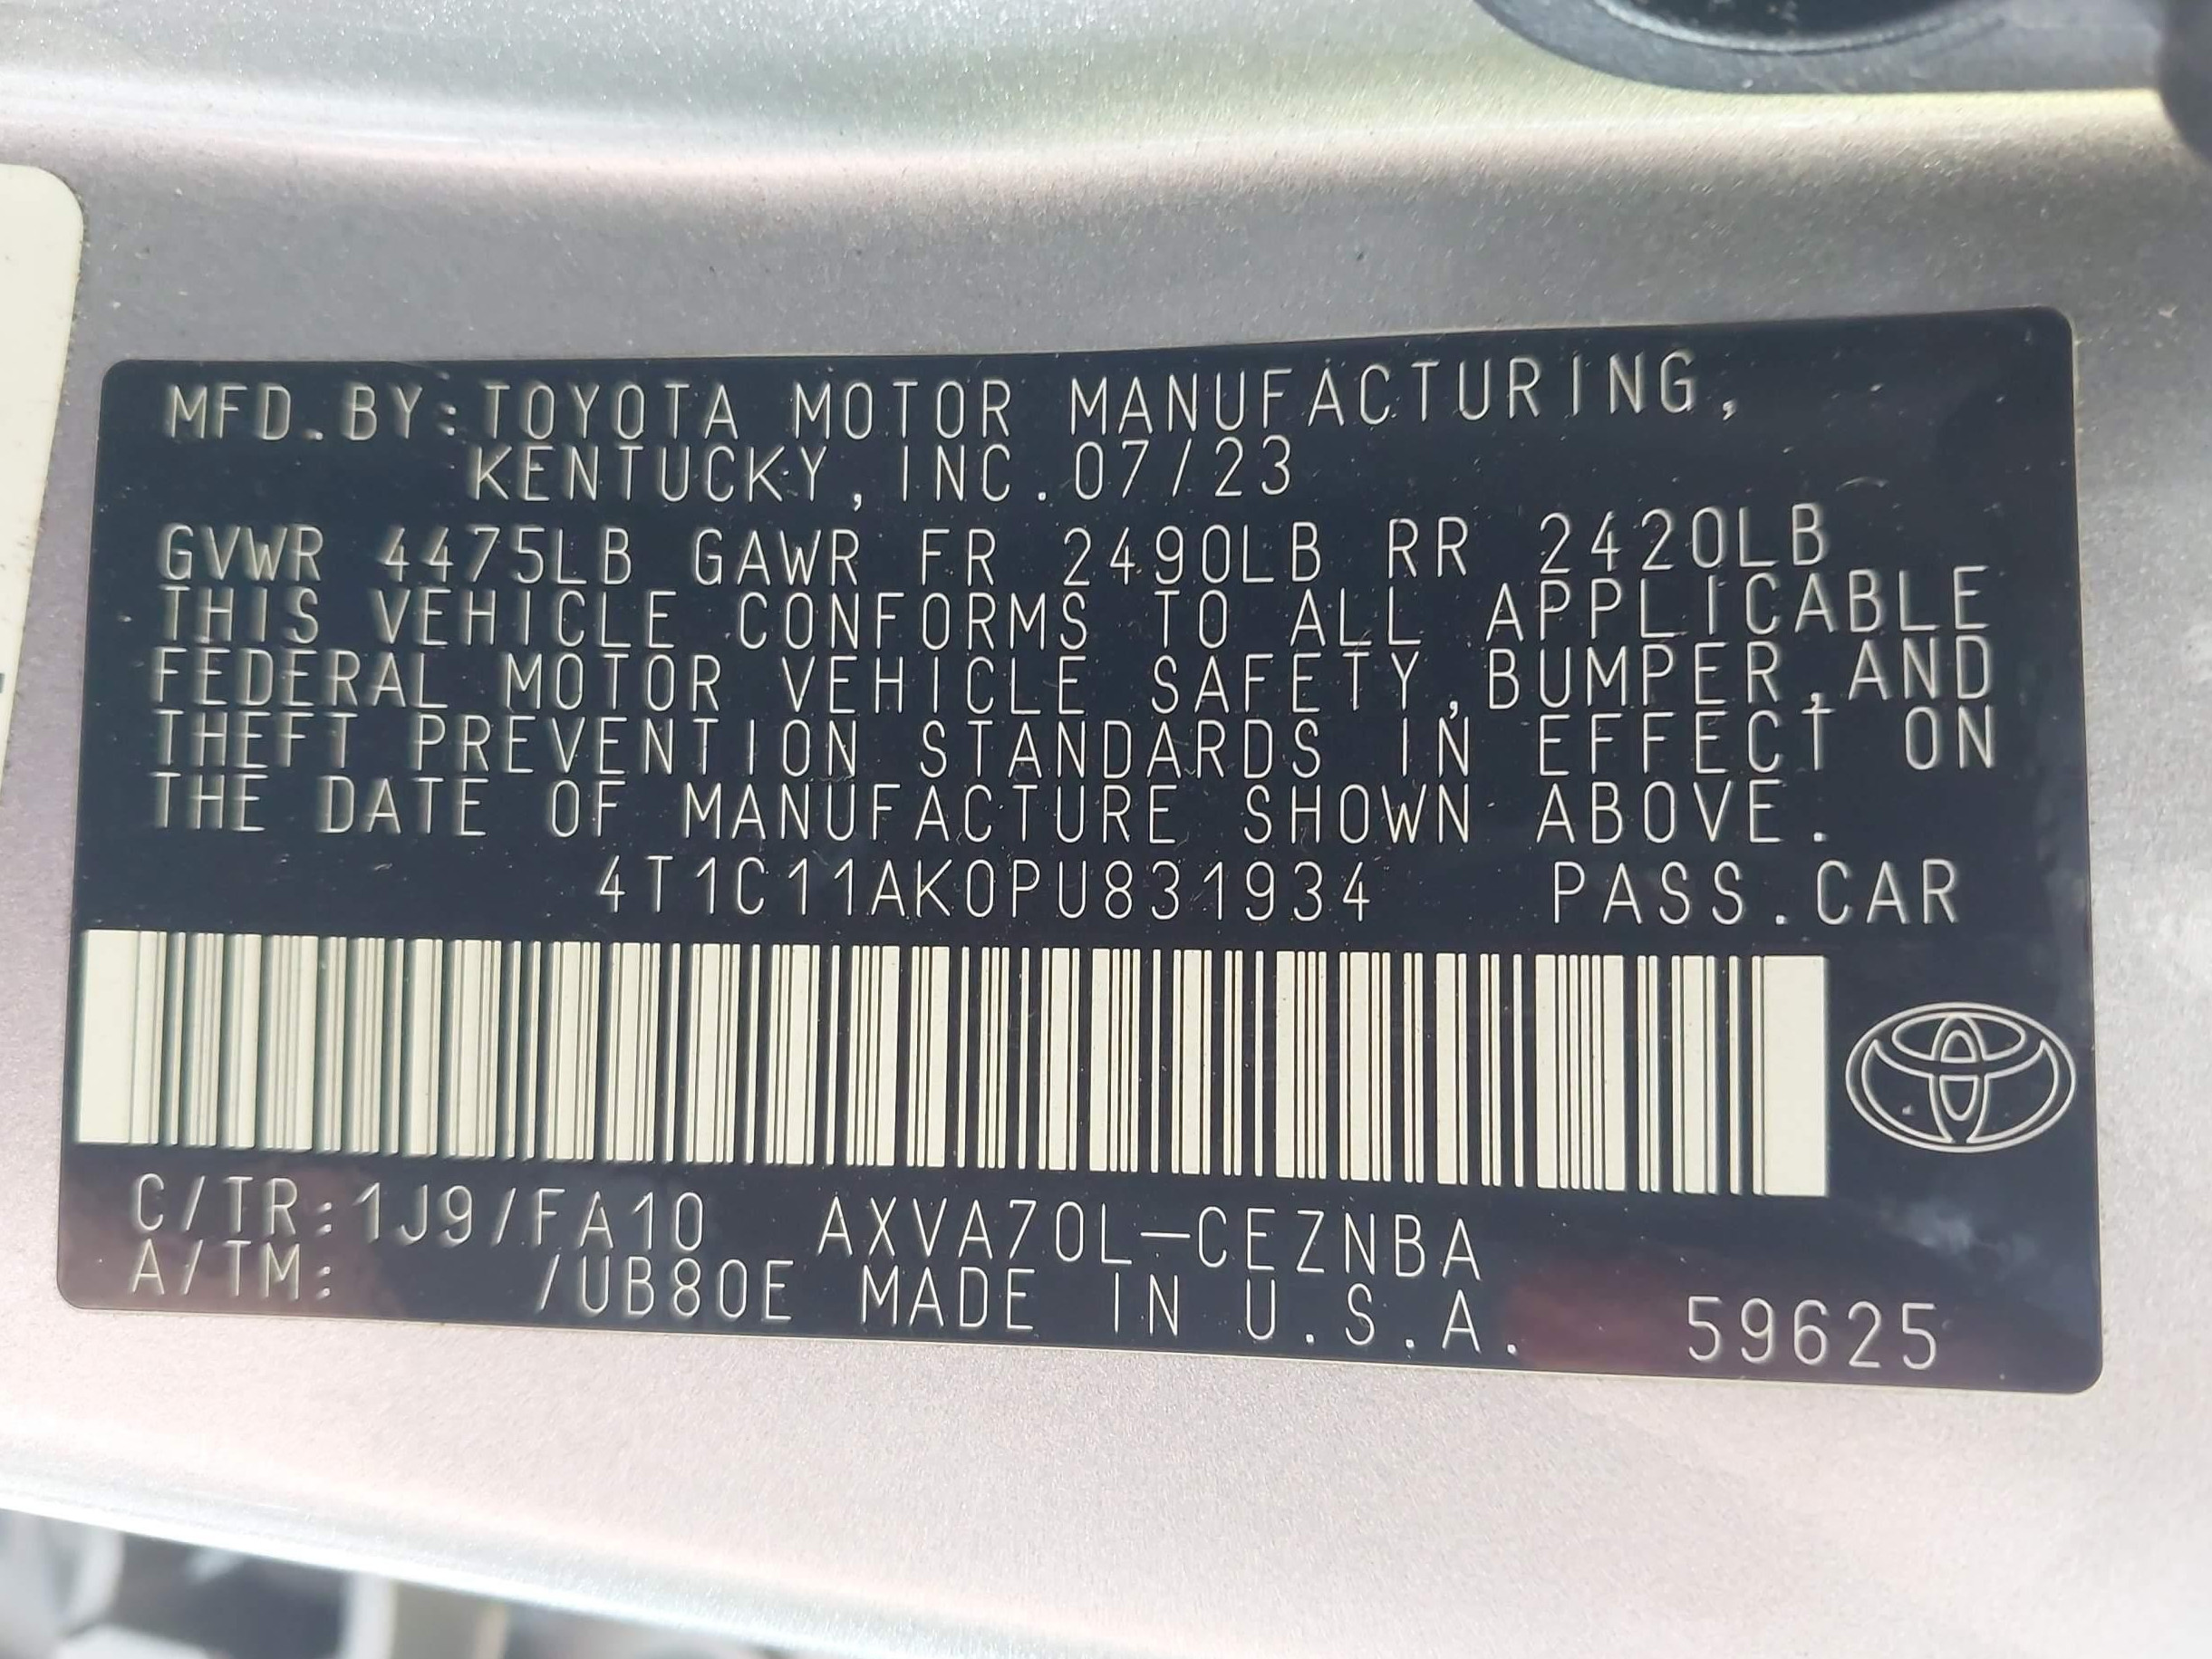 MFD.BY:TOYOTA MOTOR MANUFACTURING,
KENTUCKY,INC.07/23
GVWR 4475LB GAWR FR 2490LB RR 2420LB
THIS VEHICLE CONFORMS TO ALL APPLICABLE
FEDERAL MOTOR VEHICLE SAFETY,BUMPER,AND
THEFT PREVENTION STANDARDS IN EFFECT ON
THE DATE OF MANUFACTURE SHOWN ABOVE.
4T1C11AK0PU831934 PASS.CAR
C/TR:1J9/FA10 AXVA70L-CEZNBA
A/TM: /UB80E MADE IN U.S.A. 59625